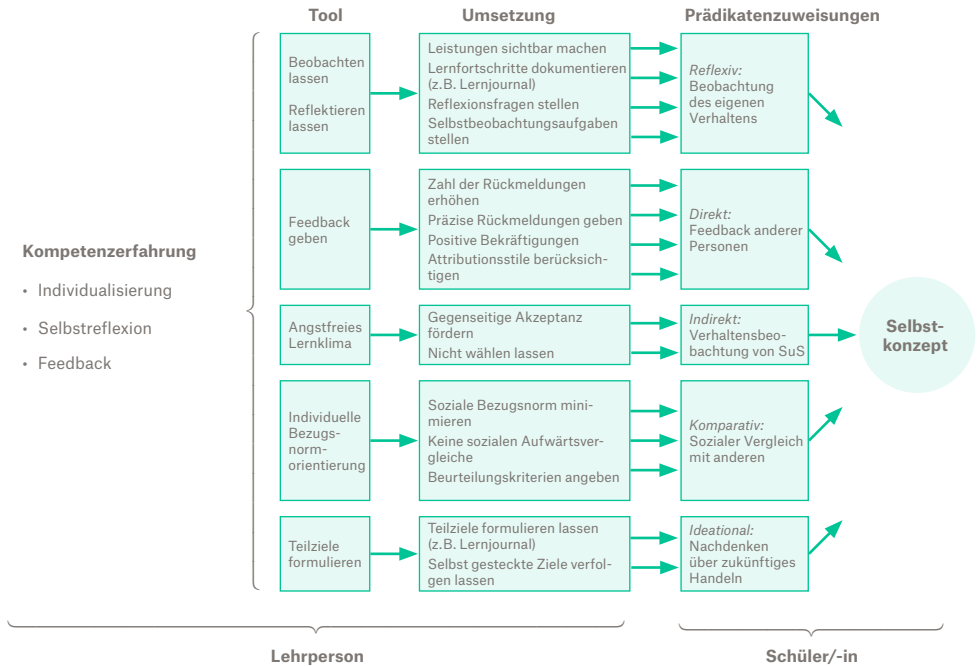 Tool
Umsetzung
Prädikatenzuweisungen
Kompetenzerfahrung
• Individualisierung
• Selbstreflexion
• Feedback
Beobachten
lassen
Reflektieren
lassen
Leistungen sichtbar machen
Lernfortschritte dokumentieren
(z.B. Lernjournal)
Reflexionsfragen stellen
Selbstbeobachtungsaufgaben
stellen
Reflexiv:
Beobachtung
des eigenen
Verhaltens
Feedback
geben
Zahl der Rückmeldungen
erhöhen
Präzise Rückmeldungen geben
Positive Bekräftigungen
Attributionsstile berücksich-
tigen
Direkt:
Feedback anderer
Personen
Angstfreies
Lernklima
Gegenseitige Akzeptanz
fördern
Nicht wählen lassen
Indirekt:
Verhaltensbeo-
bachtung von SuS
Individuelle
Bezugs-
norm-
orientierung
Soziale Bezugsnorm mini-
mieren
Keine sozialen Aufwärtsver-
gleiche
Beurteilungskriterien angeben
Komparativ:
Sozialer Vergleich
mit anderen
Teilziele
formulieren
Teilziele formulieren lassen
(z.B. Lernjournal)
Selbst gesteckte Ziele verfol-
gen lassen
Ideational:
Nachdenken
über zukünftiges
Handeln
Selbst-
konzept
Lehrperson
Schüler/-in